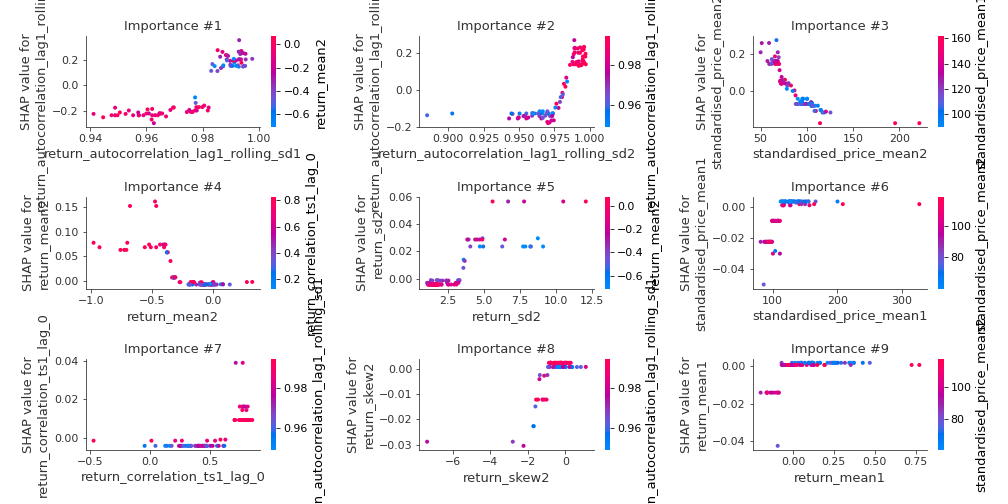 Importance #1
SHAP value for
return_autocorrelation_lag1_rolling_sd1
0.2
0.0
−0.2
0.94
0.96
0.98
1.00
return_autocorrelation_lag1_rolling_sd1
0.0
−0.2
−0.4
−0.6
return_mean2
Importance #2
SHAP value for
return_autocorrelation_lag1_rolling_sd2
0.2
0.0
−0.2
0.900
0.925
0.950
0.975
1.000
return_autocorrelation_lag1_rolling_sd2
0.98
0.96
return_autocorrelation_lag1_rolling_sd1
Importance #3
SHAP value for
standardised_price_mean2
0.2
0.0
50
100
150
200
standardised_price_mean2
160
140
120
100
standardised_price_mean1
Importance #4
SHAP value for
return_mean2
0.15
0.10
0.05
0.00
−1.0
−0.5
0.0
return_mean2
0.8
0.6
0.4
0.2
return_correlation_ts1_lag_0
Importance #5
SHAP value for
return_sd2
0.06
0.04
0.02
0.00
2.5
5.0
7.5
10.0
12.5
return_sd2
0.0
−0.2
−0.4
−0.6
return_mean2
Importance #6
SHAP value for
standardised_price_mean1
0.00
−0.02
−0.04
100
200
300
standardised_price_mean1
100
80
standardised_price_mean2
Importance #7
SHAP value for
return_correlation_ts1_lag_0
0.04
0.02
0.00
−0.5
0.0
0.5
return_correlation_ts1_lag_0
0.98
0.96
n_autocorrelation_lag1_rolling_sd1
Importance #8
SHAP value for
return_skew2
0.00
−0.01
−0.02
−0.03
−6
−4
−2
0
return_skew2
0.98
0.96
n_autocorrelation_lag1_rolling_sd1
Importance #9
SHAP value for
return_mean1
0.00
−0.02
−0.04
0.00
0.25
0.50
0.75
return_mean1
100
80
standardised_price_mean2